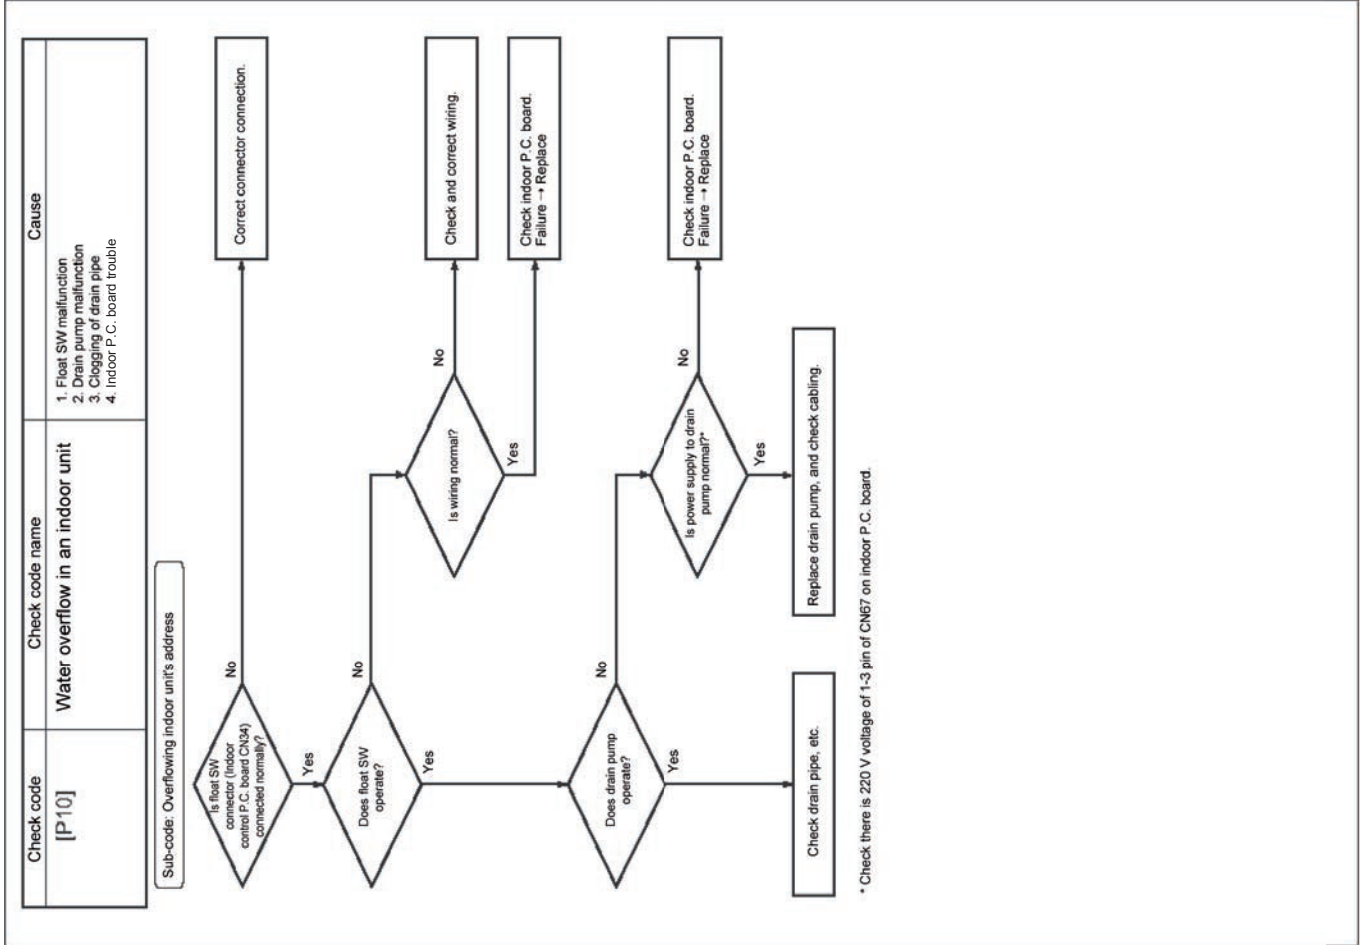 Check code
Check code name
Cause
[P10]
Water overflow in an indoor unit
1. Float SW malfunction
2. Drain pump malfunction
3. Clogging of drain pipe
4. Indoor P.C. board trouble
Sub-code: Overflowing indoor unit's address
Is float SW
connector (Indoor
control P.C. board CN34)
connected normally?
No
Correct connector connection.
Yes
Does float SW
operate?
No
Is wiring normal?
No
Check and correct wiring.
Yes
Check indoor P.C. board.
Failure → Replace
Yes
Does drain pump
operate?
No
Is power supply to drain
pump normal?*
No
Check indoor P.C. board.
Failure → Replace
Yes
Yes
Check drain pipe, etc.
Replace drain pump, and check cabling.
* Check there is 220 V voltage of 1-3 pin of CN67 on indoor P.C. board.